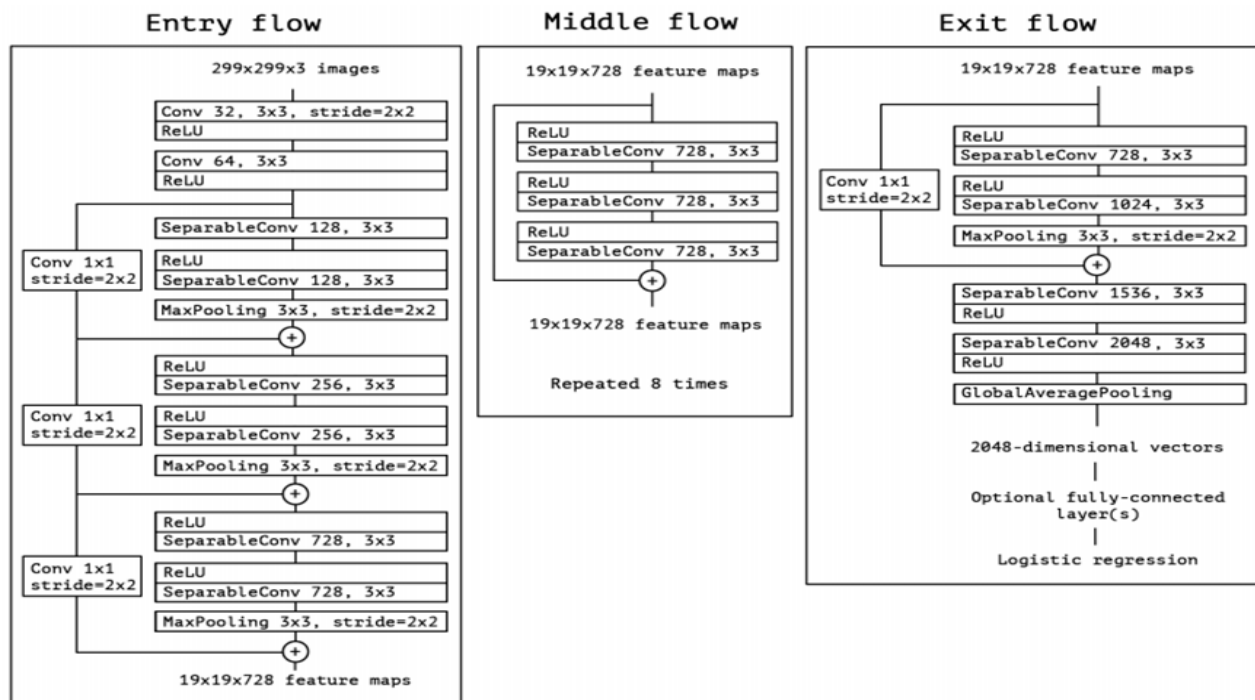 Entry flow
299x299x3 images
Conv 32, 3x3, stride=2x2
ReLU
Conv 64, 3x3
ReLU
SeparableConv 128, 3x3
Conv 1x1
stride=2x2
ReLU
SeparableConv 128, 3x3
MaxPooling 3x3, stride=2x2
+
ReLU
SeparableConv 256, 3x3
Conv 1x1
stride=2x2
ReLU
SeparableConv 256, 3x3
MaxPooling 3x3, stride=2x2
+
ReLU
SeparableConv 728, 3x3
Conv 1x1
stride=2x2
ReLU
SeparableConv 728, 3x3
MaxPooling 3x3, stride=2x2
+
19x19x728 feature maps
Middle flow
19x19x728 feature maps
ReLU
SeparableConv 728, 3x3
ReLU
SeparableConv 728, 3x3
ReLU
SeparableConv 728, 3x3
+
19x19x728 feature maps
Repeated 8 times
Exit flow
19x19x728 feature maps
ReLU
SeparableConv 728, 3x3
Conv 1x1
stride=2x2
ReLU
SeparableConv 1024, 3x3
MaxPooling 3x3, stride=2x2
+
SeparableConv 1536, 3x3
ReLU
SeparableConv 2048, 3x3
ReLU
GlobalAveragePooling
2048-dimensional vectors
Optional fully-connected
layer(s)
Logistic regression